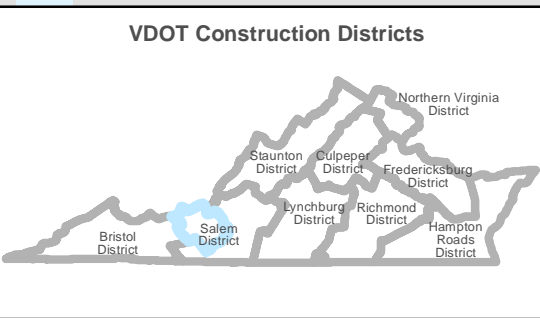 VDOT Construction Districts
Northern Virginia
District
Staunton
District
Culpeper
District
Fredericksburg
District
Lynchburg
District
Richmond
District
Salem
District
Hampton
Roads
District
Bristol
District